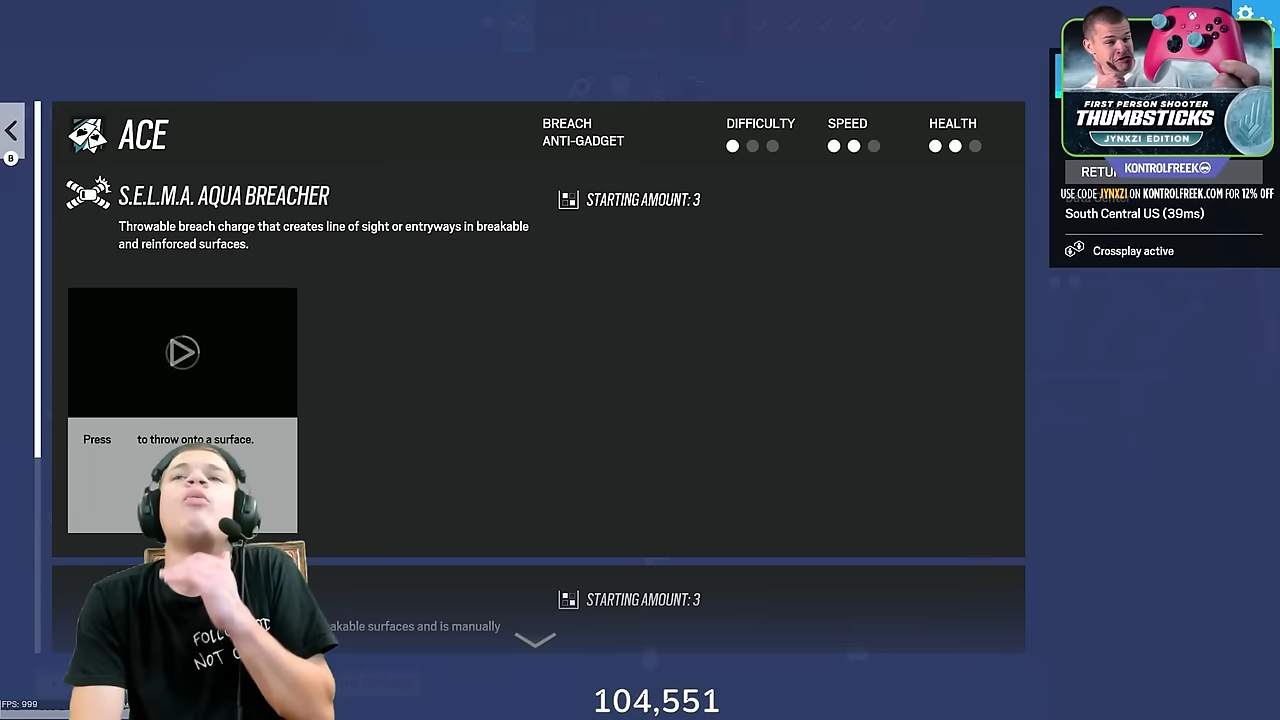 ACE
BREACH
ANTI-GADGET
DIFFICULTY
SPEED
HEALTH
S.E.L.M.A. AQUA BREACHER
STARTING AMOUNT: 3
Throwable breach charge that creates line of sight or entryways in breakable
and reinforced surfaces.
Press to throw onto a surface.
STARTING AMOUNT: 3
akable surfaces and is manually
B
FIRST PERSON SHOOTER
THUMBSTICKS
JYNXZI EDITION
KONTROLFREEK
RETU
USE CODE JYNXZI ON KONTROLFREEK.COM FOR 12% OFF
South Central US (39ms)
Crossplay active
NOT
FPS: 999
104,551